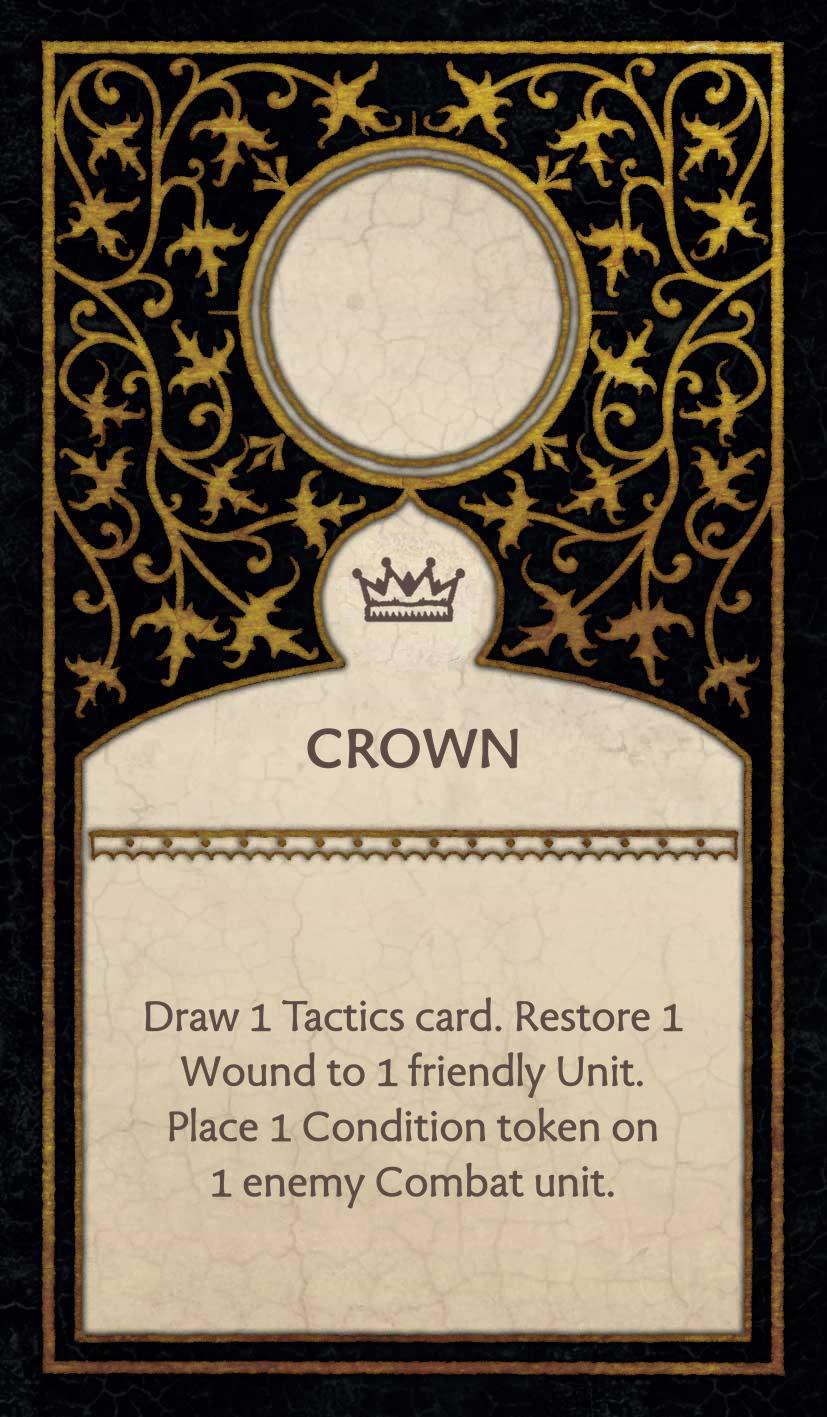 CROWN
Draw 1 Tactics card. Restore 1
Wound to 1 friendly Unit.
Place 1 Condition token on
1 enemy Combat unit.